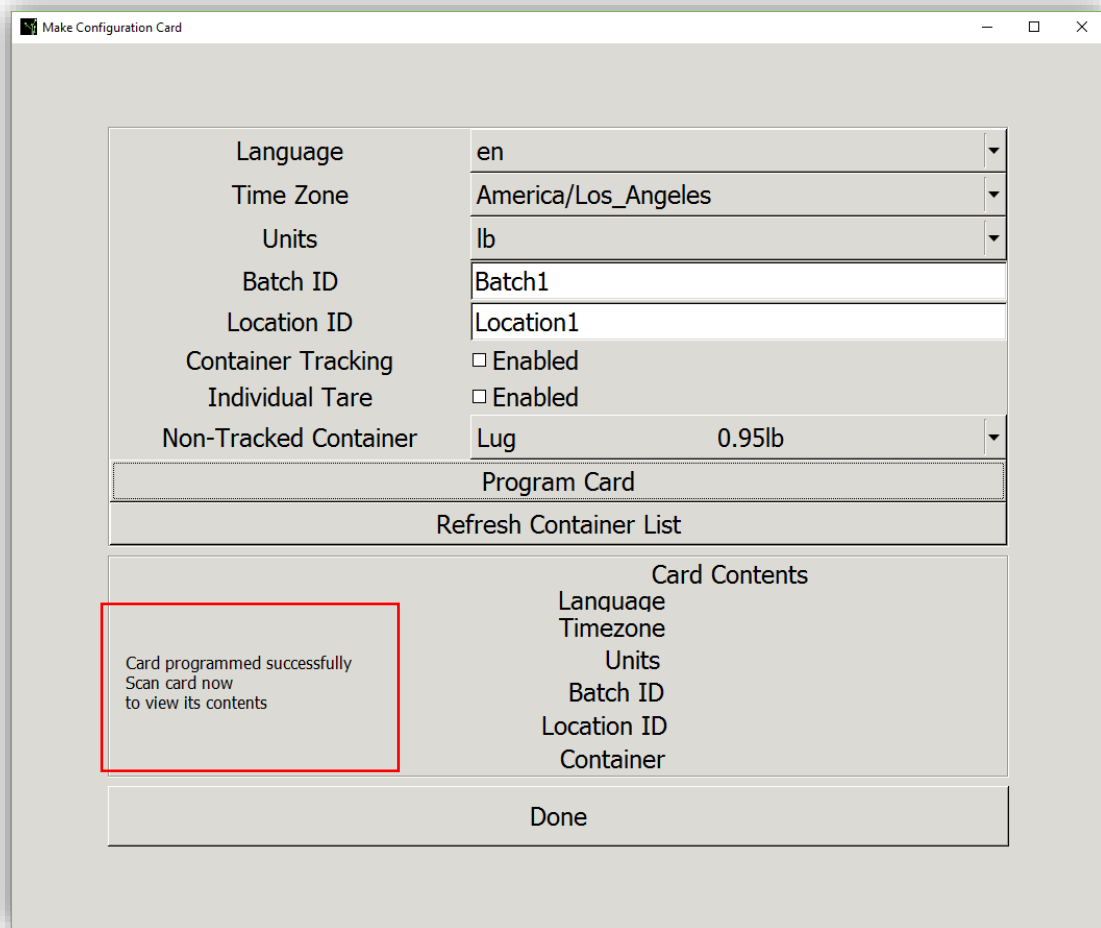 Make Configuration Card
Language en
Time Zone America/Los_Angeles
Units lb
Batch ID Batch1
Location ID Location1
Container Tracking Enabled
Individual Tare Enabled
Non-Tracked Container Lug 0.95lb
Program Card
Refresh Container List
Card Contents
Language
Timezone
Units
Batch ID
Location ID
Container
Card programmed successfully
Scan card now
to view its contents
Done